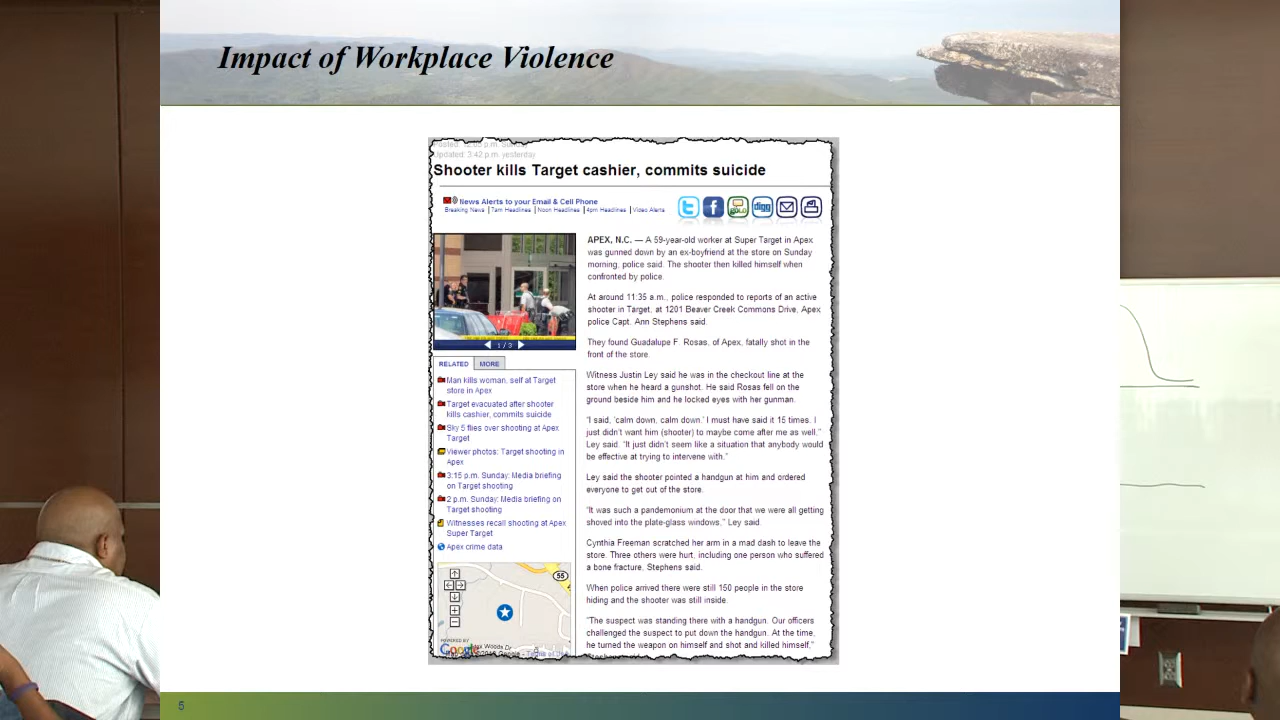 Impact of Workplace Violence
Updated: 3:42 p.m. yesterday
Shooter kills Target cashier, commits suicide
News Alerts to your Email & Cell Phone
Breaking News | 7am Headlines | Noon Headlines | 4pm Headlines | Video Alerts
GOLO
digg
1 / 3
RELATED MORE
Man kills woman, self at Target
store in Apex
Target evacuated after shooter
kills cashier, commits suicide
Sky 5 flies over shooting at Apex
Target
Viewer photos: Target shooting in
Apex
3:15 p.m. Sunday: Media briefing
on Target shooting
2 p.m. Sunday: Media briefing on
Target shooting
Witnesses recall shooting at Apex
Super Target
Apex crime data
55
POWERED BY
Google
APEX, N.C. — A 59-year-old worker at Super Target in Apex
was gunned down by an ex-boyfriend at the store on Sunday
morning, police said. The shooter then killed himself when
confronted by police.
At around 11:35 a.m., police responded to reports of an active
shooter in Target, at 1201 Beaver Creek Commons Drive, Apex
police Capt. Ann Stephens said.
They found Guadalupe F. Rosas, of Apex, fatally shot in the
front of the store.
Witness Justin Ley said he was in the checkout line at the
store when he heard a gunshot. He said Rosas fell on the
ground beside him and he locked eyes with her gunman.
"I said, 'calm down, calm down.' I must have said it 15 times. I
just didn't want him (shooter) to maybe come after me as well,"
Ley said. "It just didn't seem like a situation that anybody would
be effective at trying to intervene with."
Ley said the shooter pointed a handgun at him and ordered
everyone to get out of the store.
"It was such a pandemonium at the door that we were all getting
shoved into the plate-glass windows," Ley said.
Cynthia Freeman scratched her arm in a mad dash to leave the
store. Three others were hurt, including one person who suffered
a bone fracture, Stephens said.
When police arrived there were still 150 people in the store
hiding and the shooter was still inside.
"The suspect was standing there with a handgun. Our officers
challenged the suspect to put down the handgun. At the time,
he turned the weapon on himself and shot and killed himself,"
5